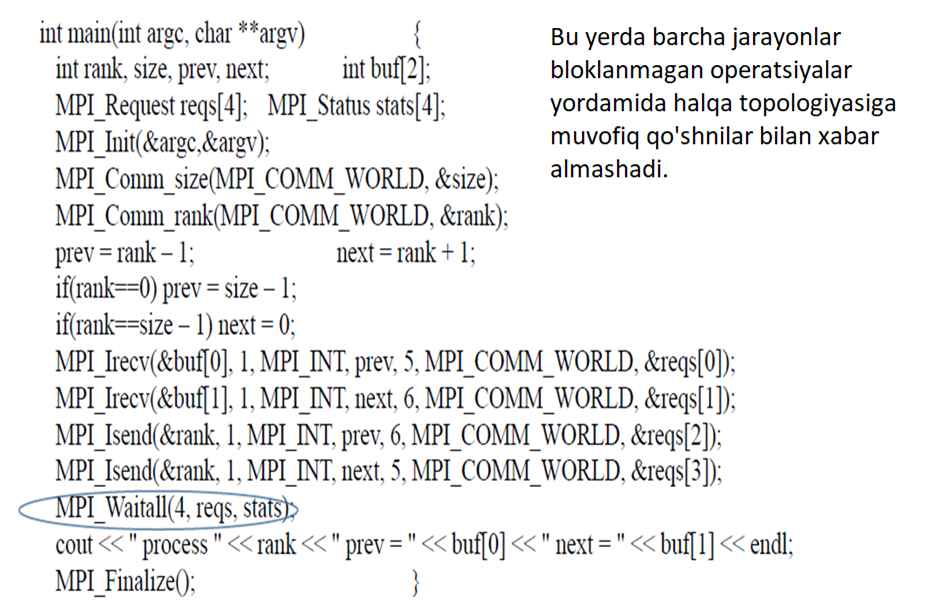 int main(int argc, char **argv) {
int rank, size, prev, next; int buf[2];
MPI_Request reqs[4]; MPI_Status stats[4];
MPI_Init(&argc,&argv);
MPI_Comm_size(MPI_COMM_WORLD, &size);
MPI_Comm_rank(MPI_COMM_WORLD, &rank);
prev = rank – 1; next = rank + 1;
if(rank==0) prev = size – 1;
if(rank==size – 1) next = 0;
MPI_Irecv(&buf[0], 1, MPI_INT, prev, 5, MPI_COMM_WORLD, &reqs[0]);
MPI_Irecv(&buf[1], 1, MPI_INT, next, 6, MPI_COMM_WORLD, &reqs[1]);
MPI_Isend(&rank, 1, MPI_INT, prev, 6, MPI_COMM_WORLD, &reqs[2]);
MPI_Isend(&rank, 1, MPI_INT, next, 5, MPI_COMM_WORLD, &reqs[3]);
MPI_Waitall(4, reqs, stats);
cout << " process " << rank << " prev = " << buf[0] << " next = " << buf[1] << endl;
MPI_Finalize(); }
Bu yerda barcha jarayonlar
bloklanmagan operatsiyalar
yordamida halqa topologiyasiga
muvofiq qo'shnilar bilan xabar
almashadi.